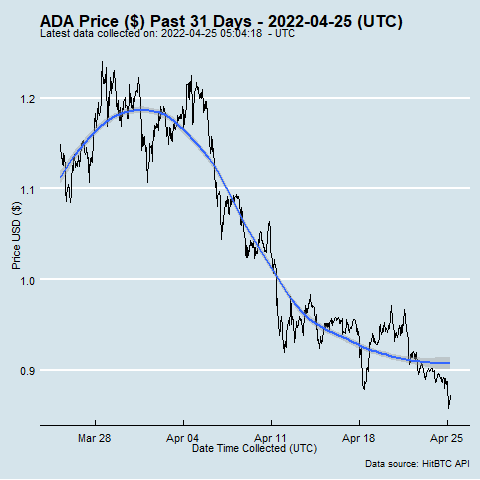 ADA Price ($) Past 31 Days - 2022-04-25 (UTC)
Latest data collected on: 2022-04-25 05:04:18  - UTC
1.2
1.1
1.0
0.9
Price USD ($)
Mar 28
Apr 04
Apr 11
Apr 18
Apr 25
Date Time Collected (UTC)
Data source: HitBTC API